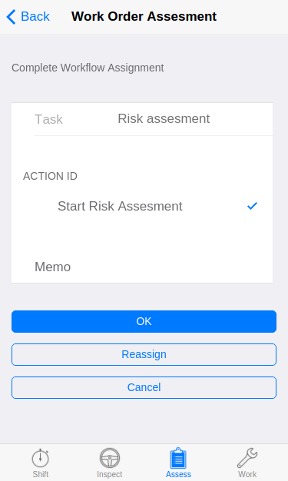 Back Work Order Assesment
Complete Workflow Assignment
Task Risk assesment
ACTION ID
Start Risk Assesment
Memo
OK
Reassign
Cancel
Shift Inspect Assess Work